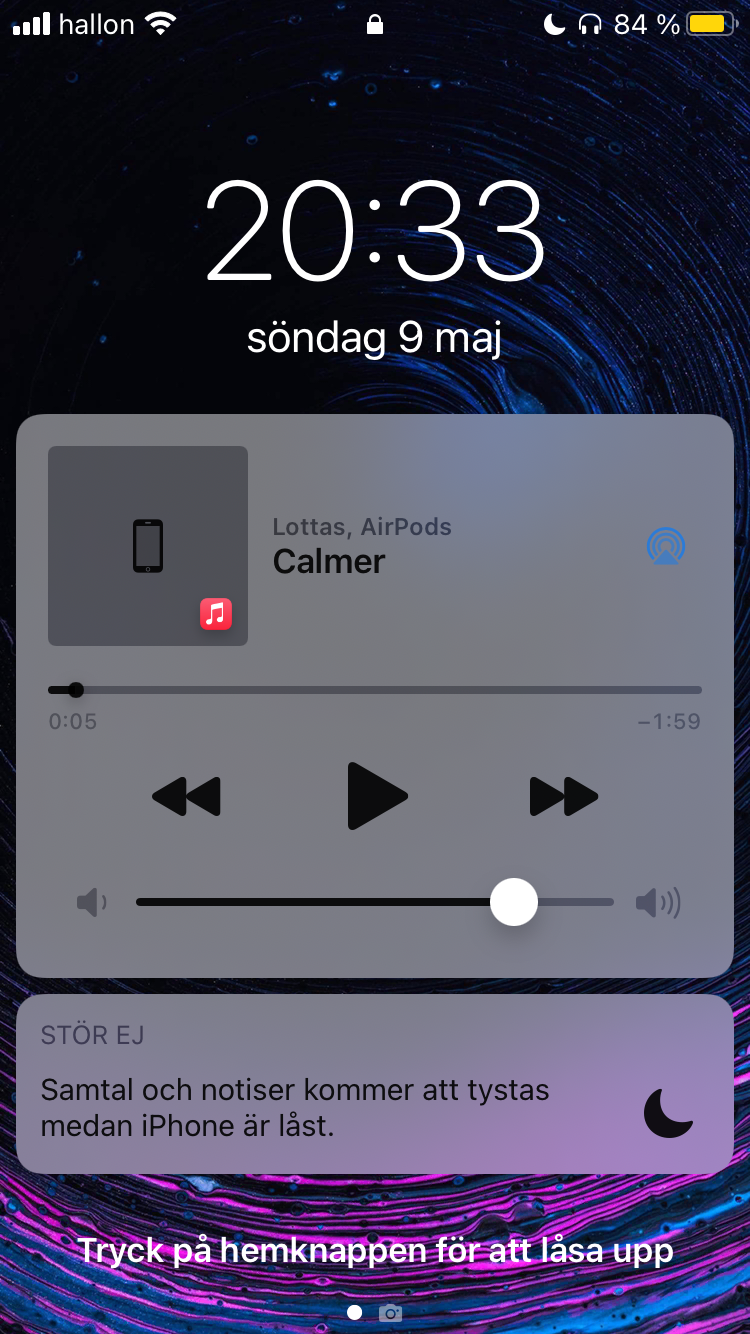 hallon 84 %
20:33
söndag 9 maj
Lottas, AirPods
Calmer
0:05 −1:59
STÖR EJ
Samtal och notiser kommer att tystas
medan iPhone är låst.
Tryck på hemknappen för att låsa upp